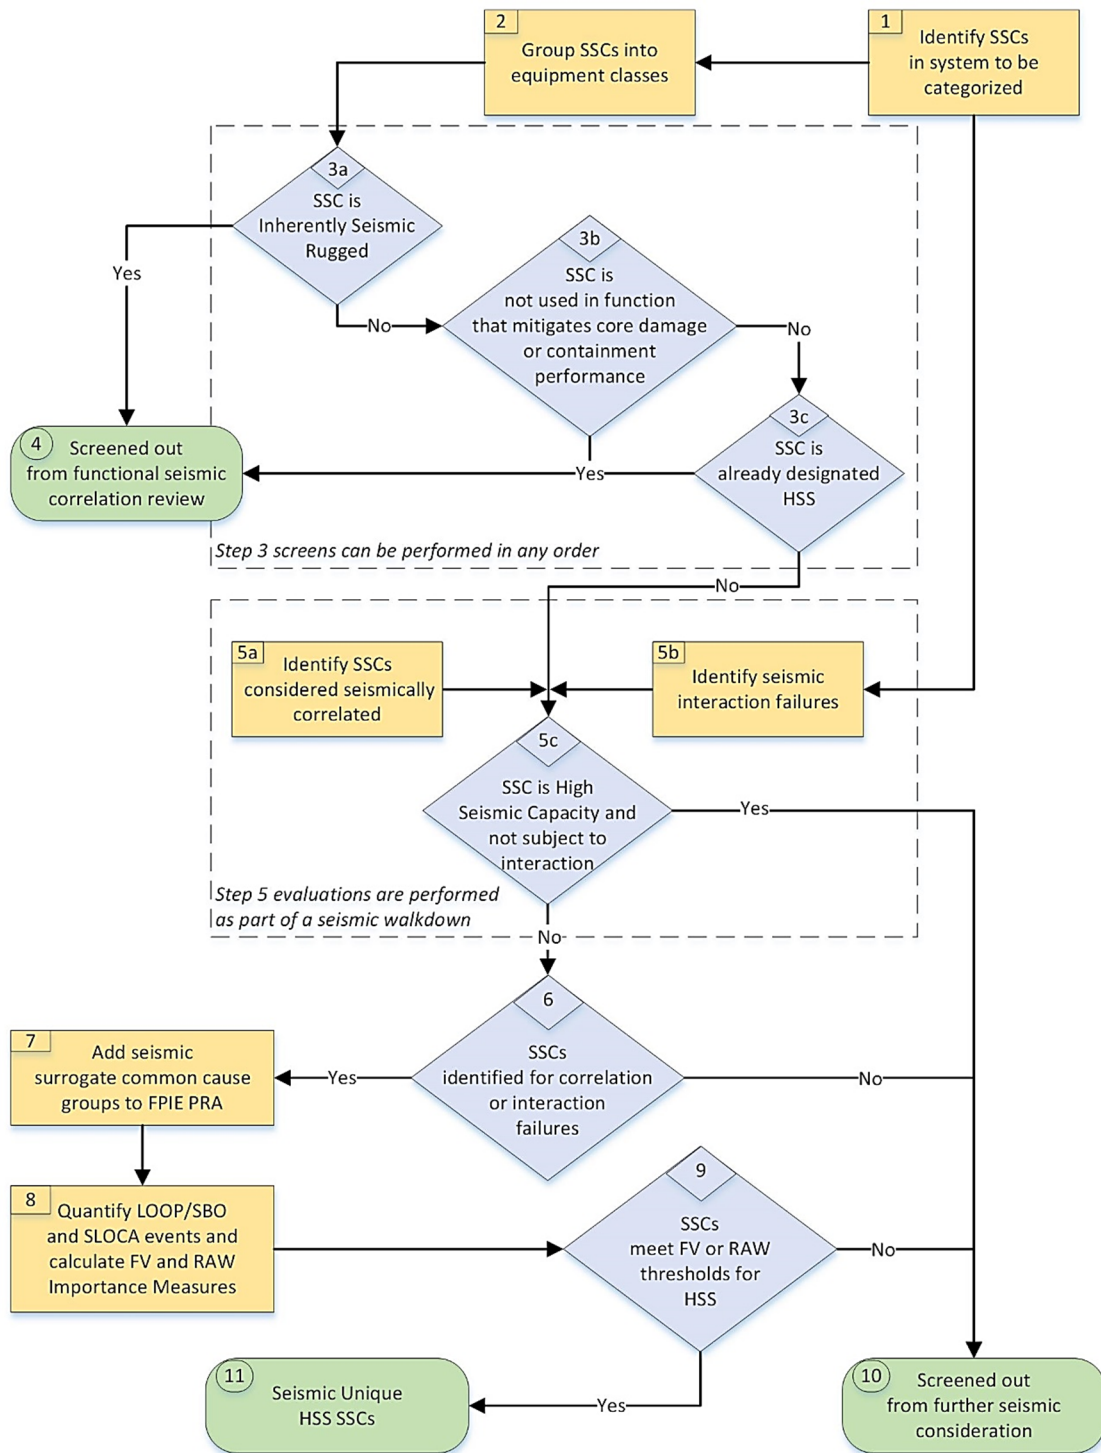 2
Group SSCs into
equipment classes
1
Identify SSCs
in system to be
categorized
3a
SSC is
Inherently Seismic
Rugged
Yes
No
3b
SSC is
not used in function
that mitigates core damage
or containment
performance
No
3c
SSC is
already designated
HSS
Yes
4
Screened out
from functional seismic
correlation review
Step 3 screens can be performed in any order
No
5a
Identify SSCs
considered seismically
correlated
5b
Identify seismic
interaction failures
5c
SSC is High
Seismic Capacity and
not subject to
interaction
Yes
Step 5 evaluations are performed
as part of a seismic walkdown
No
6
SSCs
identified for correlation
or interaction
failures
Yes
No
7
Add seismic
surrogate common cause
groups to FPIE PRA
8
Quantify LOOP/SBO
and SLOCA events and
calculate FV and RAW
Importance Measures
9
SSCs
meet FV or RAW
thresholds for
HSS
No
Yes
11
Seismic Unique
HSS SSCs
10
Screened out
from further seismic
consideration